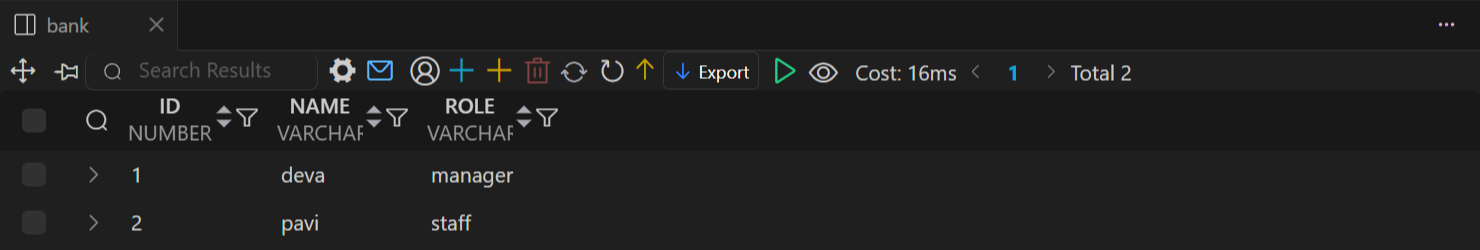 bank
Search Results
Export
Cost: 16ms
1
Total 2
ID NAME ROLE
NUMBER VARCHAR VARCHAR
1 deva manager
2 pavi staff